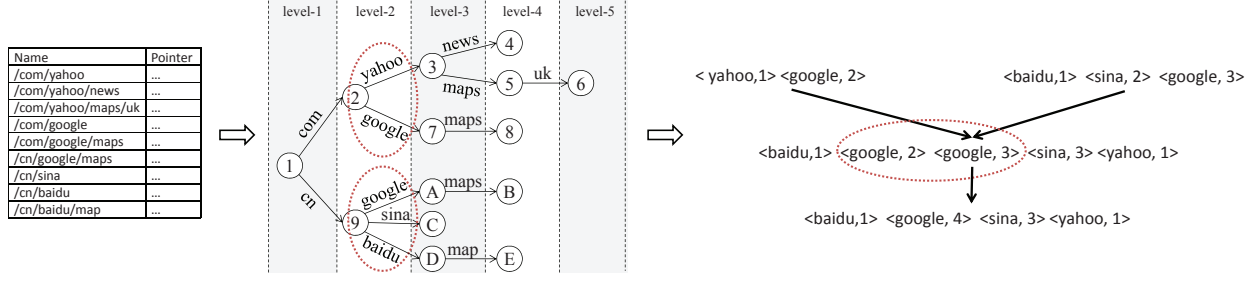 Name Pointer
/com/yahoo ...
/com/yahoo/news ...
/com/yahoo/maps/uk ...
/com/google ...
/com/google/maps ...
/cn/google/maps ...
/cn/sina ...
/cn/baidu ...
/cn/baidu/map ...
level-1 level-2 level-3 level-4 level-5
news 4
yahoo 3
maps 5 uk 6
2
com google 7 maps 8
1
cn google A maps B
9 sina C
baidu D map E
< yahoo,1> <google, 2> <baidu,1> <sina, 2> <google, 3>
<baidu,1> <google, 2> <google, 3> <sina, 3> <yahoo, 1>
<baidu,1> <google, 4> <sina, 3> <yahoo, 1>